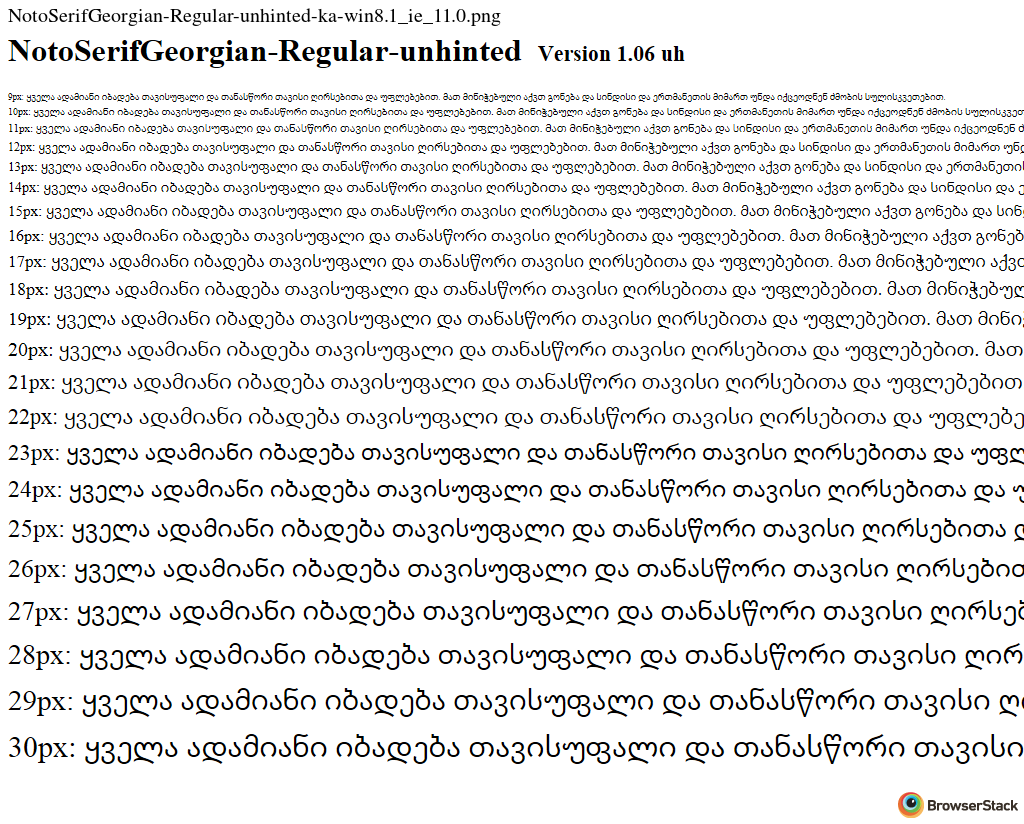 NotoSerifGeorgian-Regular-unhinted-ka-win8.1_ie_11.0.png
NotoSerifGeorgian-Regular-unhinted Version 1.06 uh
9px: ყველა ადამიანი იბადება თავისუფალი და თანასწორი თავისი ღირსებითა და უფლებებით. მათ მინიჭებული აქვთ გონება და სინდისი და ერთმანეთის მიმართ უნდა იქცეოდნენ ძმობის სულისკვეთებით.
10px: ყველა ადამიანი იბადება თავისუფალი და თანასწორი თავისი ღირსებითა და უფლებებით. მათ მინიჭებული აქვთ გონება და სინდისი და ერთმანეთის მიმართ უნდა იქცეოდნენ ძმობის სულისკვეთ
11px: ყველა ადამიანი იბადება თავისუფალი და თანასწორი თავისი ღირსებითა და უფლებებით. მათ მინიჭებული აქვთ გონება და სინდისი და ერთმანეთის მიმართ უნდა იქცეოდნენ ძ
12px: ყველა ადამიანი იბადება თავისუფალი და თანასწორი თავისი ღირსებითა და უფლებებით. მათ მინიჭებული აქვთ გონება და სინდისი და ერთმანეთის მიმართ უნდ
13px: ყველა ადამიანი იბადება თავისუფალი და თანასწორი თავისი ღირსებითა და უფლებებით. მათ მინიჭებული აქვთ გონება და სინდისი და ერთმანეთის
14px: ყველა ადამიანი იბადება თავისუფალი და თანასწორი თავისი ღირსებითა და უფლებებით. მათ მინიჭებული აქვთ გონება და სინდისი და ე
15px: ყველა ადამიანი იბადება თავისუფალი და თანასწორი თავისი ღირსებითა და უფლებებით. მათ მინიჭებული აქვთ გონება და სინ
16px: ყველა ადამიანი იბადება თავისუფალი და თანასწორი თავისი ღირსებითა და უფლებებით. მათ მინიჭებული აქვთ გონებ
17px: ყველა ადამიანი იბადება თავისუფალი და თანასწორი თავისი ღირსებითა და უფლებებით. მათ მინიჭებული აქვთ
18px: ყველა ადამიანი იბადება თავისუფალი და თანასწორი თავისი ღირსებითა და უფლებებით. მათ მინიჭებულ
19px: ყველა ადამიანი იბადება თავისუფალი და თანასწორი თავისი ღირსებითა და უფლებებით. მათ მინი
20px: ყველა ადამიანი იბადება თავისუფალი და თანასწორი თავისი ღირსებითა და უფლებებით. მათ
21px: ყველა ადამიანი იბადება თავისუფალი და თანასწორი თავისი ღირსებითა და უფლებებით
22px: ყველა ადამიანი იბადება თავისუფალი და თანასწორი თავისი ღირსებითა და უფლებე
23px: ყველა ადამიანი იბადება თავისუფალი და თანასწორი თავისი ღირსებითა და უფლ
24px: ყველა ადამიანი იბადება თავისუფალი და თანასწორი თავისი ღირსებითა და უ
25px: ყველა ადამიანი იბადება თავისუფალი და თანასწორი თავისი ღირსებითა დ
26px: ყველა ადამიანი იბადება თავისუფალი და თანასწორი თავისი ღირსებით
27px: ყველა ადამიანი იბადება თავისუფალი და თანასწორი თავისი ღირსებ
28px: ყველა ადამიანი იბადება თავისუფალი და თანასწორი თავისი ღირ
29px: ყველა ადამიანი იბადება თავისუფალი და თანასწორი თავისი ღი
30px: ყველა ადამიანი იბადება თავისუფალი და თანასწორი თავისი
BrowserStack